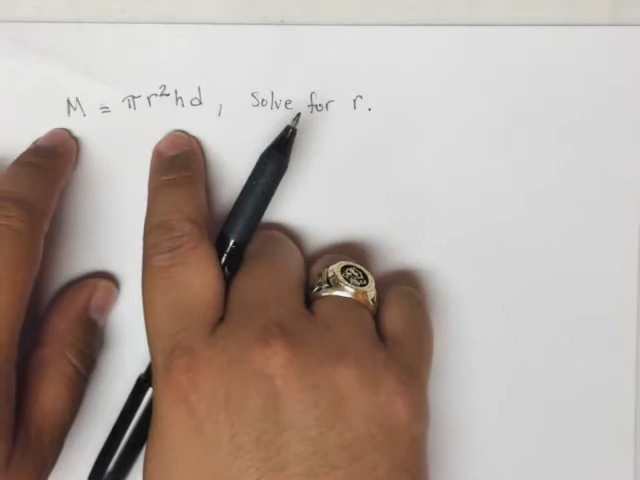 M = πr²hd, Solve for r.